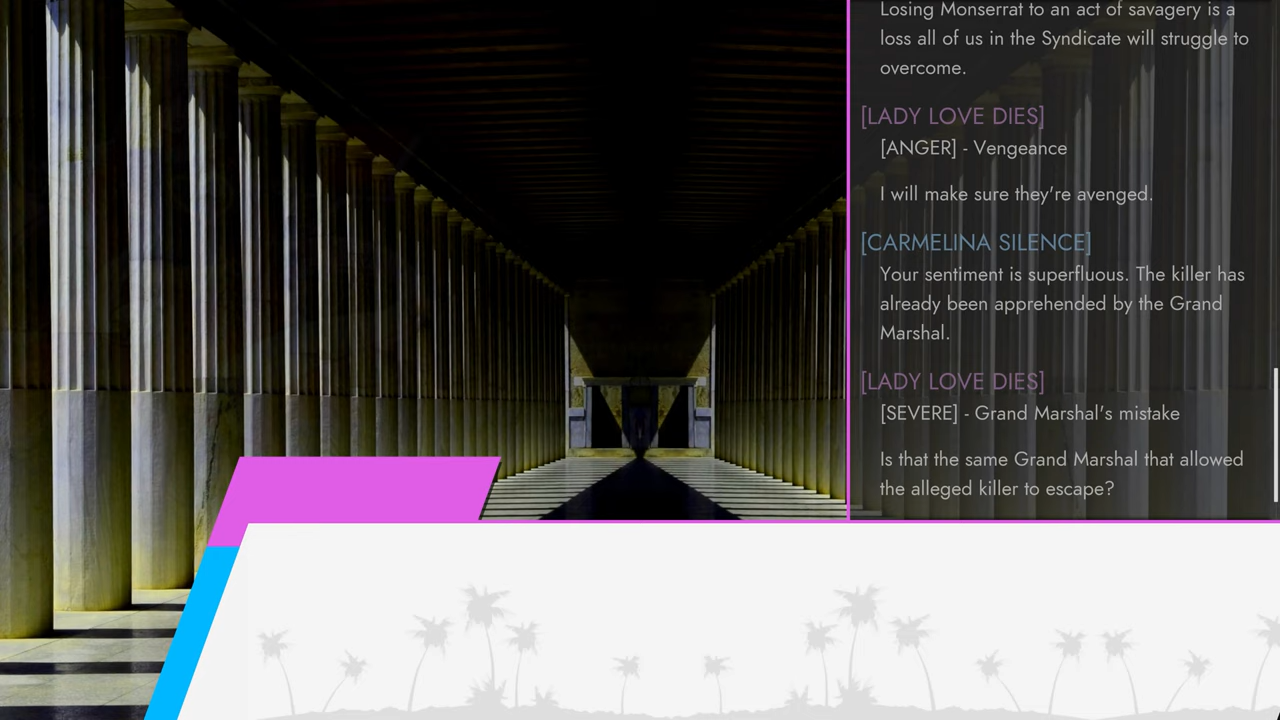 Losing Monserrat to an act of savagery is a
loss all of us in the Syndicate will struggle to
overcome.
[LADY LOVE DIES]
[ANGER] - Vengeance
I will make sure they're avenged.
[CARMELINA SILENCE]
Your sentiment is superfluous. The killer has
already been apprehended by the Grand
Marshal.
[LADY LOVE DIES]
[SEVERE] - Grand Marshal's mistake
Is that the same Grand Marshal that allowed
the alleged killer to escape?